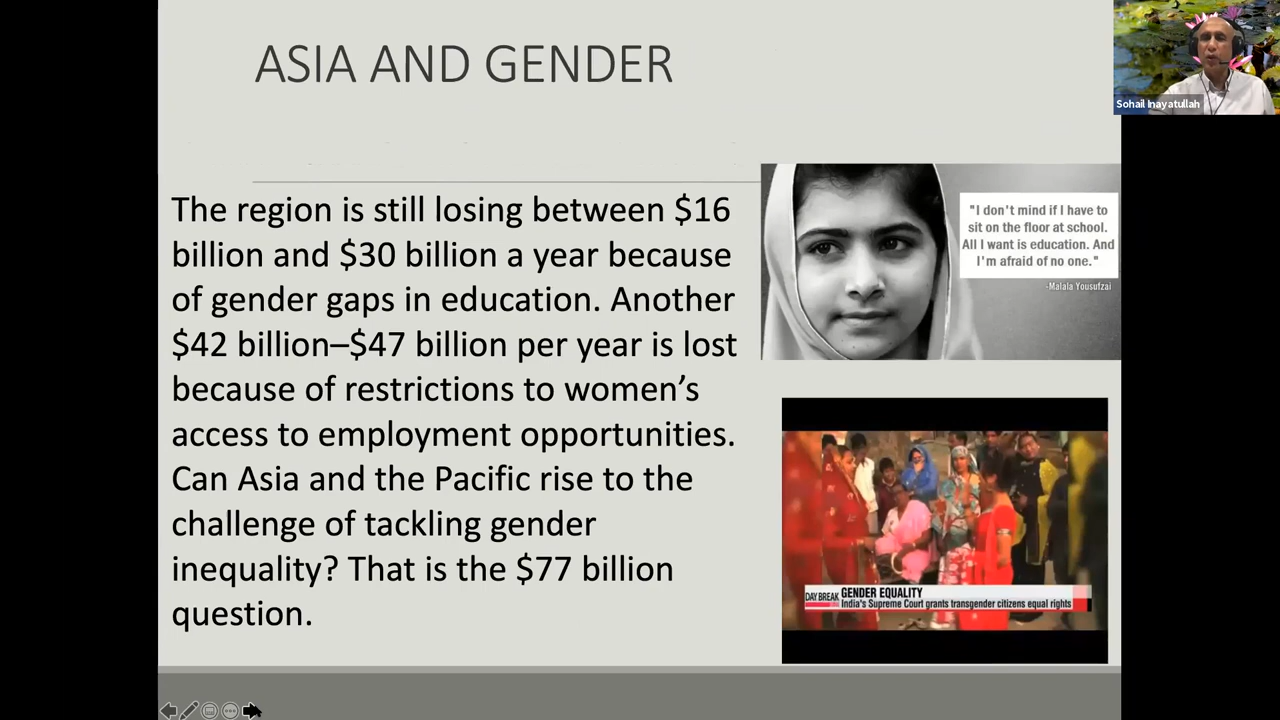 ASIA AND GENDER
Sohail Inayatullah
The region is still losing between $16
billion and $30 billion a year because
of gender gaps in education. Another
$42 billion–$47 billion per year is lost
because of restrictions to women’s
access to employment opportunities.
Can Asia and the Pacific rise to the
challenge of tackling gender
inequality? That is the $77 billion
question.
"I don't mind if I have to
sit on the floor at school.
All I want is education. And
I'm afraid of no one."
-Malala Yousufzai
DAY BREAK
GENDER EQUALITY
India's Supreme Court grants transgender citizens equal rights